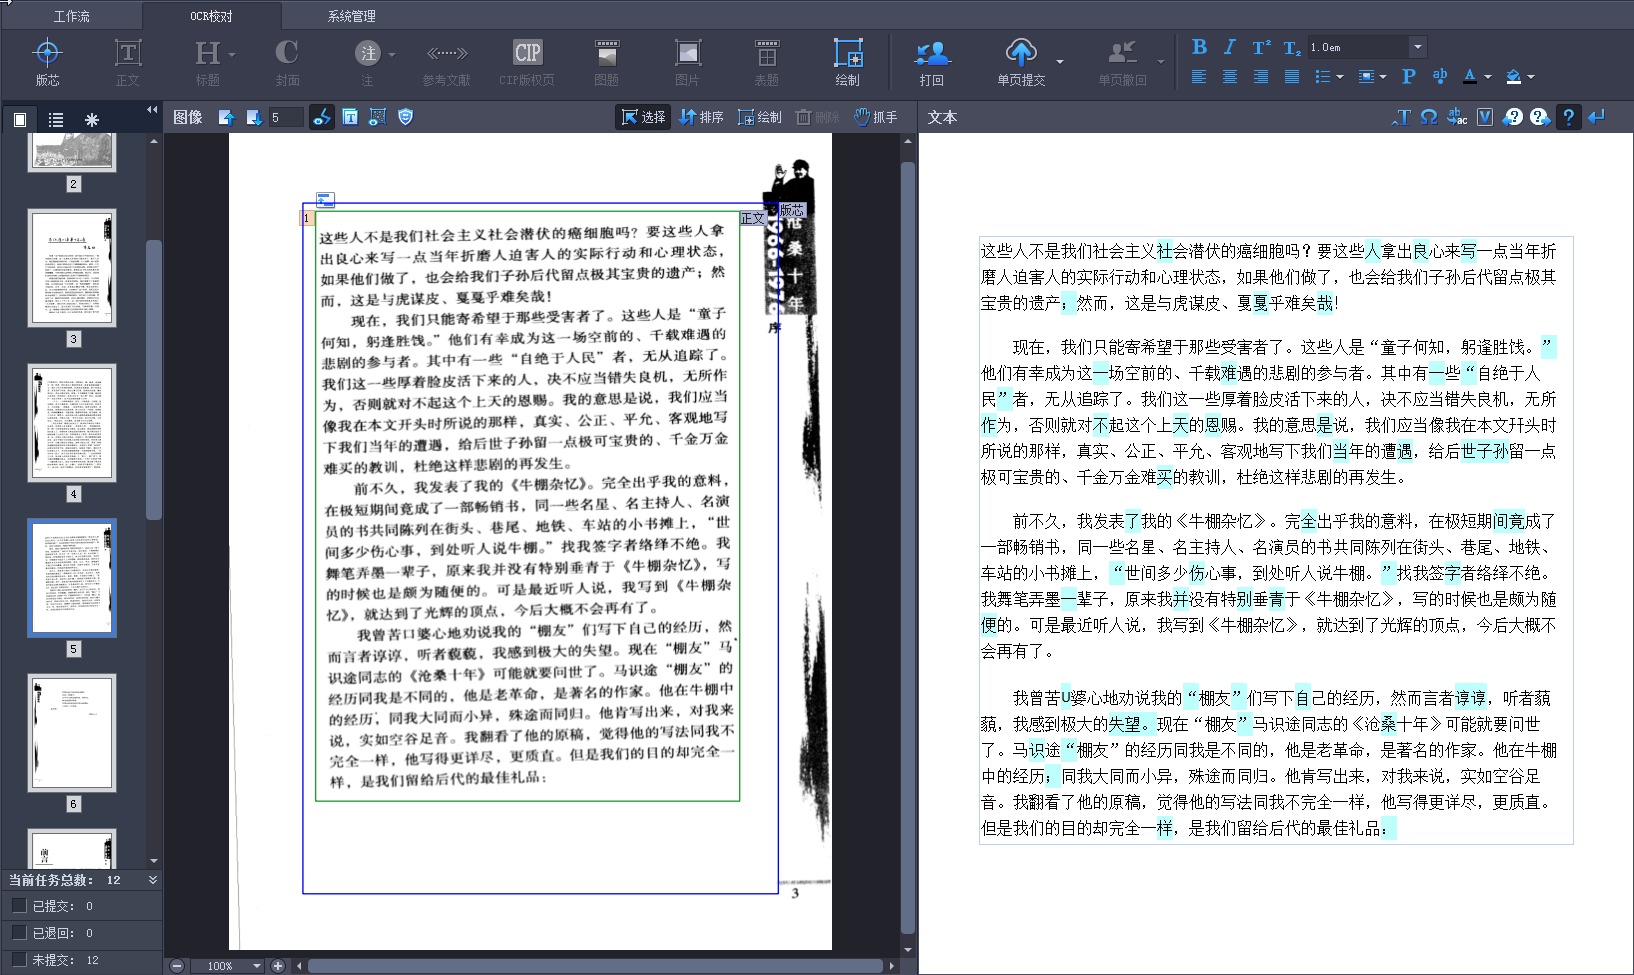 工作流 OCR校对 系统管理
版芯 正文 标题 封面 注 参考文献 CIP版权页 图题 图片 表题 绘制 打回 单页提交 单页撤回
1.0em
图像 5 选择 排序 绘制 删除 抓手 文本
2
3
4
5
6
前言
当前任务总数： 12
已提交： 0
已退回： 0
未提交： 12
1 正文 版芯
这些人不是我们社会主义社会潜伏的癌细胞吗？要这些人拿
出良心来写一点当年折磨人迫害人的实际行动和心理状态，
如果他们做了，也会给我们子孙后代留点极其宝贵的遗产；然
而，这是与虎谋皮、戛戛乎难矣哉！
现在，我们只能寄希望于那些受害者了。这些人是“童子
何知，躬逢胜饯。”他们有幸成为这一场空前的、千载难遇的
悲剧的参与者。其中有一些“自绝于人民”者，无从追踪了。
我们这一些厚着脸皮活下来的人，决不应当错失良机，无所作
为，否则就对不起这个上天的恩赐。我的意思是说，我们应当
像我在本文开头时所说的那样，真实、公正、平允、客观地写
下我们当年的遭遇，给后世子孙留一点极可宝贵的、千金万金
难买的教训，杜绝这样悲剧的再发生。
前不久，我发表了我的《牛棚杂忆》。完全出乎我的意料，
在极短期间竟成了一部畅销书，同一些名星、名主持人、名演
员的书共同陈列在街头、巷尾、地铁、车站的小书摊上，“世
间多少伤心事，到处听人说牛棚。”找我签字者络绎不绝。我
舞笔弄墨一辈子，原来我并没有特别垂青于《牛棚杂忆》，写
的时候也是颇为随便的。可是最近听人说，我写到《牛棚杂
忆》，就达到了光辉的顶点，今后大概不会再有了。
我曾苦口婆心地劝说我的“棚友”们写下自己的经历，然
而言者谆谆，听者藐藐，我感到极大的失望。现在“棚友”马
识途同志的《沧桑十年》可能就要问世了。马识途“棚友”的
经历同我是不同的，他是老革命，是著名的作家。他在牛棚中
的经历，同我大同而小异，殊途而同归。他肯写出来，对我来
说，实如空谷足音。我翻看了他的原稿，觉得他的写法同我不
完全一样，他写得更详尽，更质直。但是我们的目的却完全一
样，是我们留给后代的最佳礼品：
沧桑十年
1966-1976
序
3
100%
这些人不是我们社会主义社会潜伏的癌细胞吗？要这些人拿出良心来写一点当年折
磨人迫害人的实际行动和心理状态，如果他们做了，也会给我们子孙后代留点极其
宝贵的遗产；然而，这是与虎谋皮、戛戛乎难矣哉！
现在，我们只能寄希望于那些受害者了。这些人是“童子何知，躬逢胜饯。”
他们有幸成为这一场空前的、千载难遇的悲剧的参与者。其中有一些“自绝于人
民”者，无从追踪了。我们这一些厚着脸皮活下来的人，决不应当错失良机，无所
作为，否则就对不起这个上天的恩赐。我的意思是说，我们应当像我在本文幵头时
所说的那样，真实、公正、平允、客观地写下我们当年的遭遇，给后世子孙留一点
极可宝贵的、千金万金难买的教训，杜绝这样悲剧的再发生。
前不久，我发表了我的《牛棚杂忆》。完全出乎我的意料，在极短期间竟成了
一部畅销书，同一些名星、名主持人、名演员的书共同陈列在街头、巷尾、地铁、
车站的小书摊上，“世间多少伤心事，到处听人说牛棚。”找我签字者络绎不绝。
我舞笔弄墨一辈子，原来我并没有特别垂青于《牛棚杂忆》，写的时候也是颇为随
便的。可是最近听人说，我写到《牛棚杂忆》，就达到了光辉的顶点，今后大概不
会再有了。
我曾苦U婆心地劝说我的“棚友”们写下自己的经历，然而言者谆谆，听者藐
藐，我感到极大的失望。现在“棚友”马识途同志的《沧桑十年》可能就要问世
了。马识途“棚友”的经历同我是不同的，他是老革命，是著名的作家。他在牛棚
中的经历；同我大同而小异，殊途而同归。他肯写出来，对我来说，实如空谷足
音。我翻看了他的原稿，觉得他的写法同我不完全一样，他写得更详尽，更质直。
但是我们的目的却完全一样，是我们留给后代的最佳礼品：